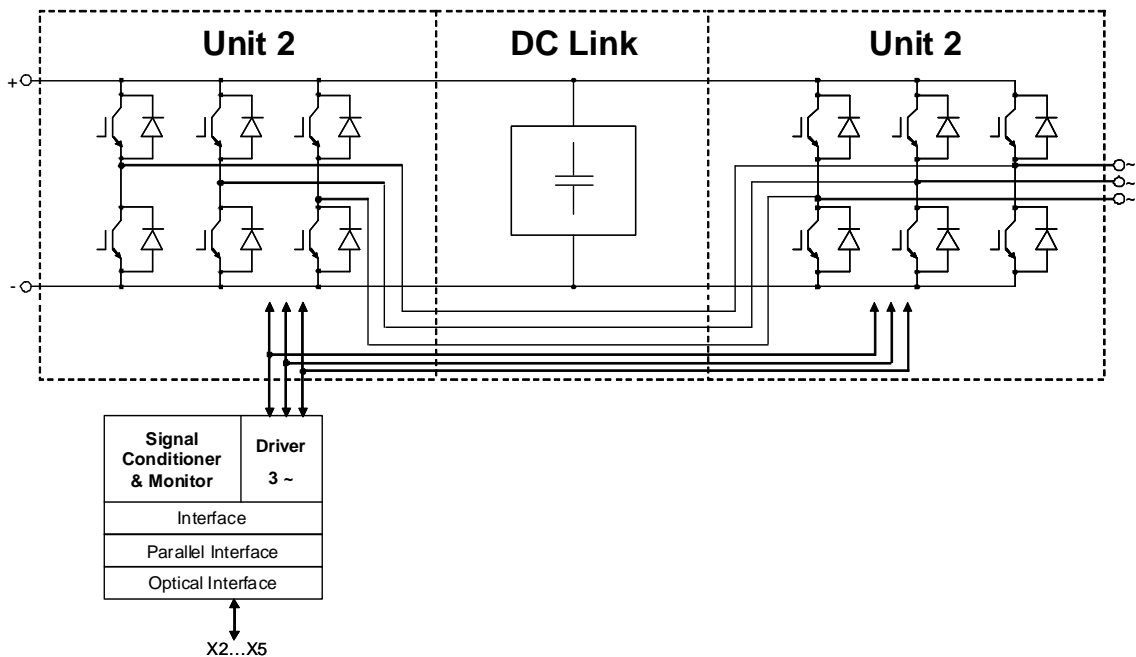 Unit 2
DC Link
Unit 2
+
~
~
~
-
Signal
Conditioner
& Monitor
Driver
3 ~
Interface
Parallel Interface
Optical Interface
X2...X5